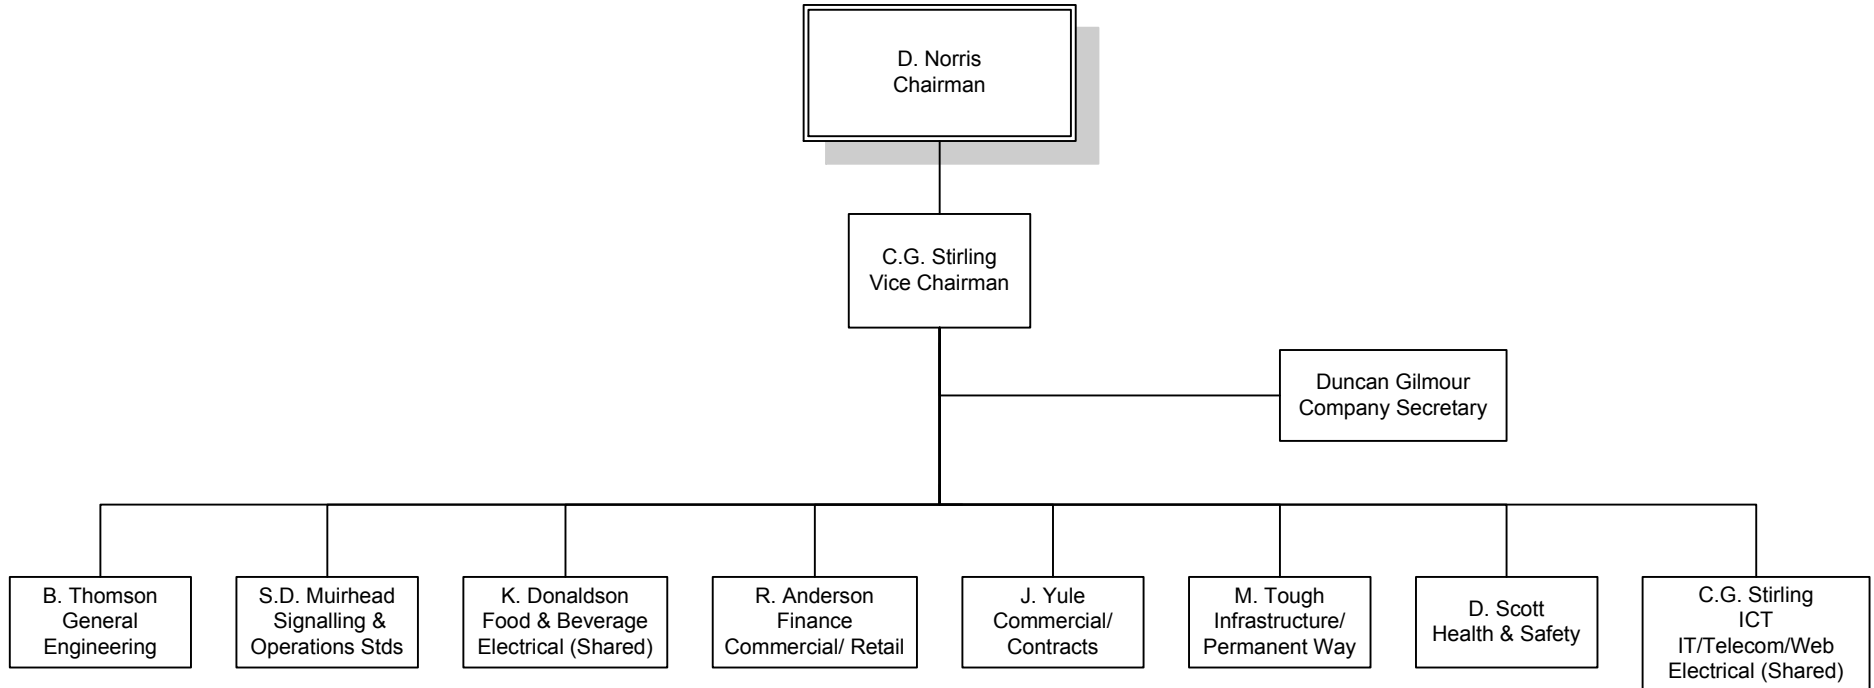 D. Norris
Chairman
C.G. Stirling
Vice Chairman
Duncan Gilmour
Company Secretary
B. Thomson
General
Engineering
S.D. Muirhead
Signalling &
Operations Stds
K. Donaldson
Food & Beverage
Electrical (Shared)
R. Anderson
Finance
Commercial/ Retail
J. Yule
Commercial/
Contracts
M. Tough
Infrastructure/
Permanent Way
D. Scott
Health & Safety
C.G. Stirling
ICT
IT/Telecom/Web
Electrical (Shared)